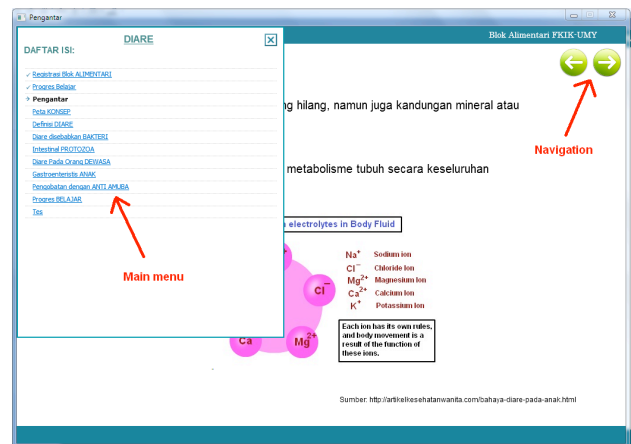 Pengantar
Blok Alimentari FKIK-UMY
DIARE
DAFTAR ISI:
Registrasi Blok ALIMENTARI
Progres Belajar
Pengantar
Peta KONSEP
Definisi DIARE
Diare disebabkan BAKTERI
Intestinal PROTOZOA
Diare Pada Orang DEWASA
Gastroenteristis ANAK
Pengobatan dengan ANTI AMUBA
Progres BELAJAR
Tes
Main menu
Navigation
g hilang, namun juga kandungan mineral atau
metabolisme tubuh secara keseluruhan
electrolytes in Body Fluid
Na+ Sodium ion
Cl− Chloride Ion
Mg2+ Magnesium Ion
Ca2+ Calcium Ion
K+ Potassium Ion
Cl−
Ca
Mg2+
Each ion has its own rules,
and body movement is a
result of the function of
these ions.
Sumber: http://artikelkesehatanwanita.com/bahaya-diare-pada-anak.html